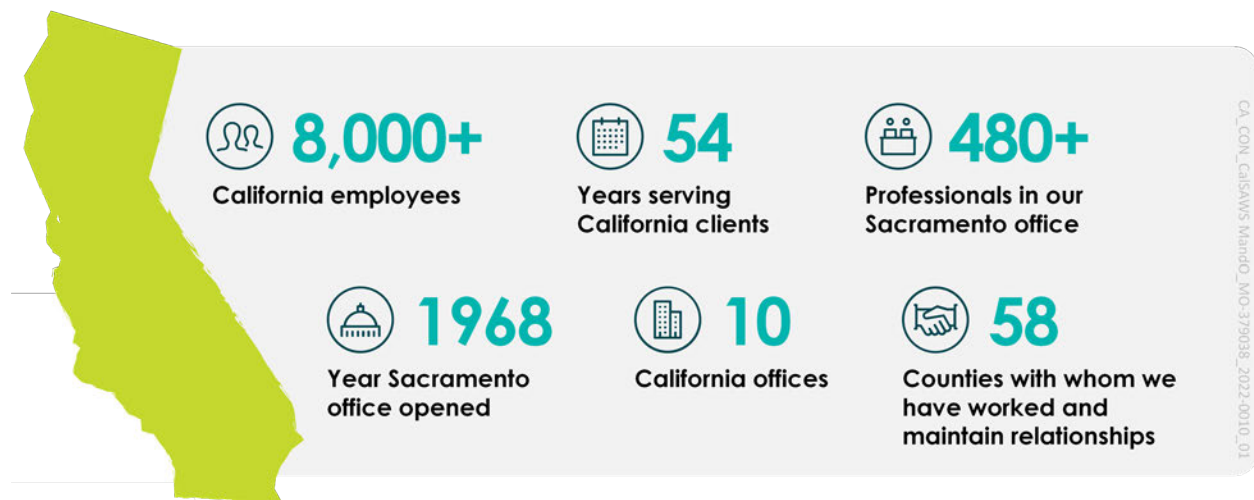 8,000+
California employees
54
Years serving
California clients
480+
Professionals in our
Sacramento office
1968
Year Sacramento
office opened
10
California offices
58
Counties with whom we
have worked and
maintain relationships
CA_CON_CalSAWS MandO_MO-379038_2022-0010_01